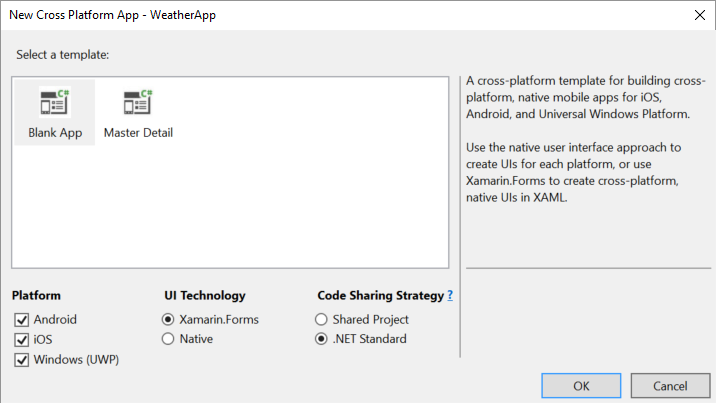 New Cross Platform App - WeatherApp
Select a template:
C#
C#
Blank App
Master Detail
A cross-platform template for building cross-
platform, native mobile apps for iOS,
Android, and Universal Windows Platform.
Use the native user interface approach to
create UIs for each platform, or use
Xamarin.Forms to create cross-platform,
native UIs in XAML.
Platform
Android
iOS
Windows (UWP)
UI Technology
Xamarin.Forms
Native
Code Sharing Strategy ?
Shared Project
.NET Standard
OK
Cancel